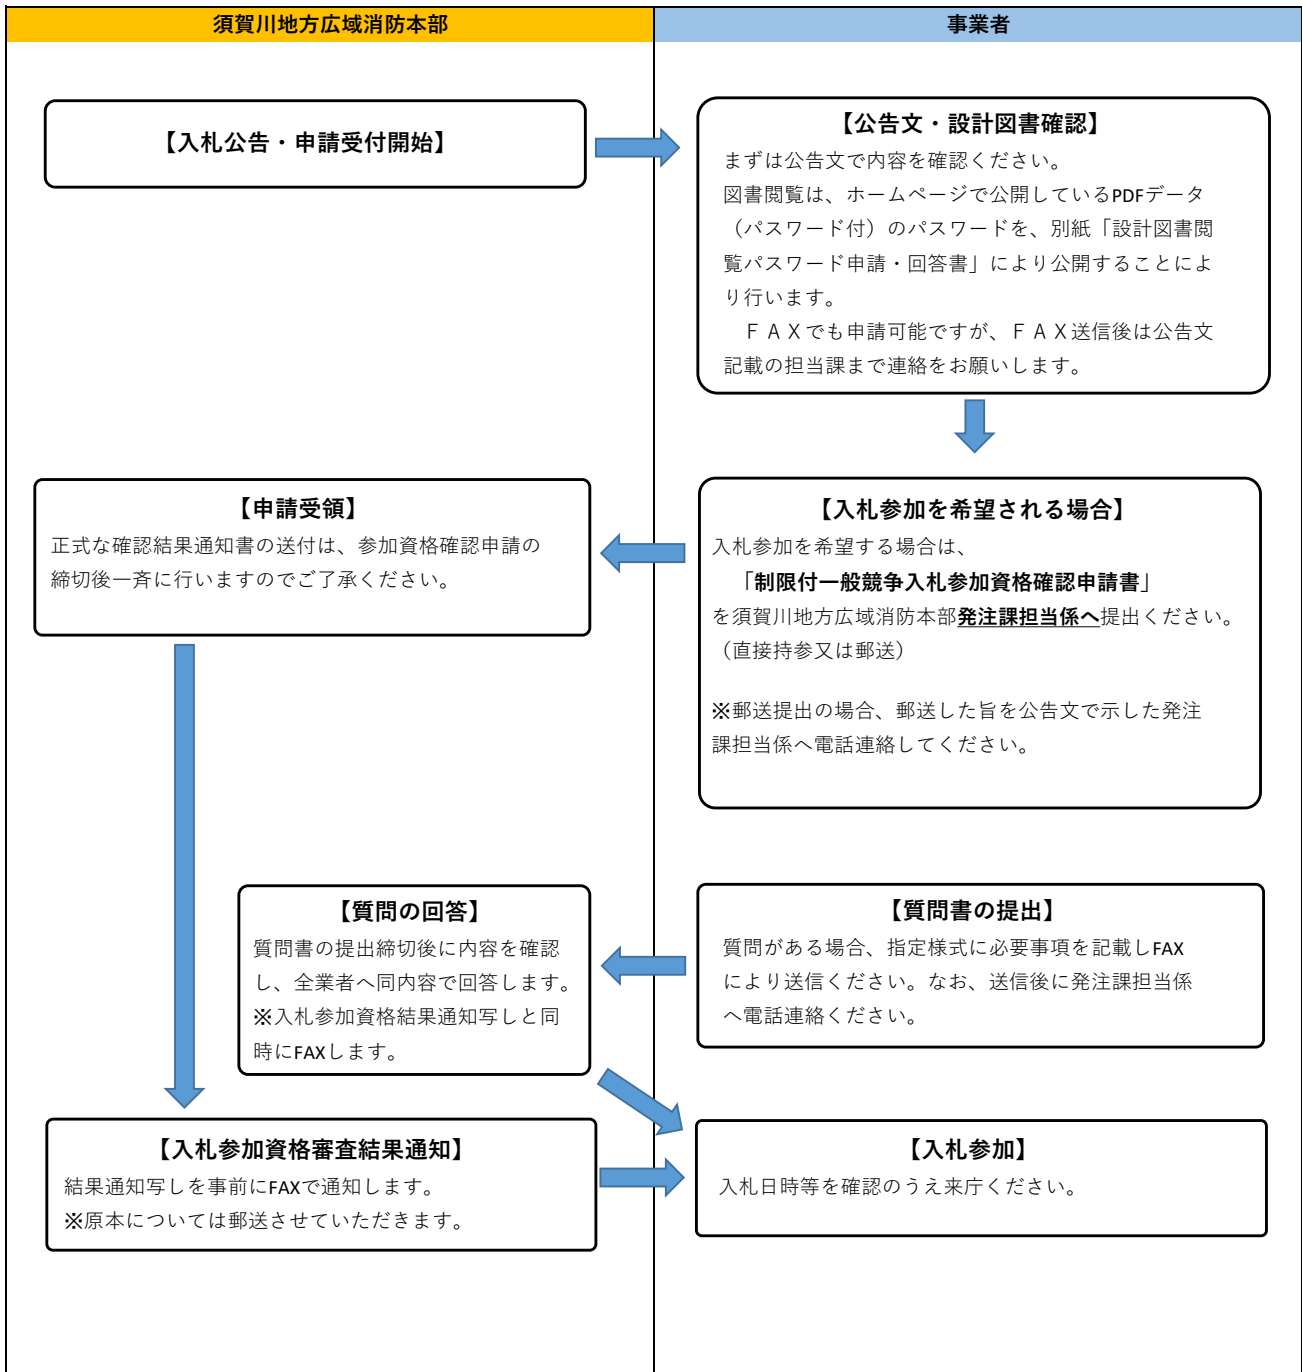 須賀川地方広域消防本部
事業者
【入札公告・申請受付開始】
【公告文・設計図書確認】
まずは公告文で内容を確認ください。
図書閲覧は、ホームページで公開しているPDFデータ
（パスワード付）のパスワードを、別紙「設計図書閲
覧パスワード申請・回答書」により公開することによ
り行います。
　ＦＡＸでも申請可能ですが、ＦＡＸ送信後は公告文
記載の担当課まで連絡をお願いします。
【申請受領】
正式な確認結果通知書の送付は、参加資格確認申請の
締切後一斉に行いますのでご了承ください。
【入札参加を希望される場合】
入札参加を希望する場合は、
「制限付一般競争入札参加資格確認申請書」
を須賀川地方広域消防本部発注課担当係へ提出ください。
（直接持参又は郵送）
※郵送提出の場合、郵送した旨を公告文で示した発注
課担当係へ電話連絡してください。
【質問の回答】
質問書の提出締切後に内容を確認
し、全業者へ同内容で回答します。
※入札参加資格結果通知写しと同
時にFAXします。
【質問書の提出】
質問がある場合、指定様式に必要事項を記載しFAX
により送信ください。なお、送信後に発注課担当係
へ電話連絡ください。
【入札参加資格審査結果通知】
結果通知写しを事前にFAXで通知します。
※原本については郵送させていただきます。
【入札参加】
入札日時等を確認のうえ来庁ください。